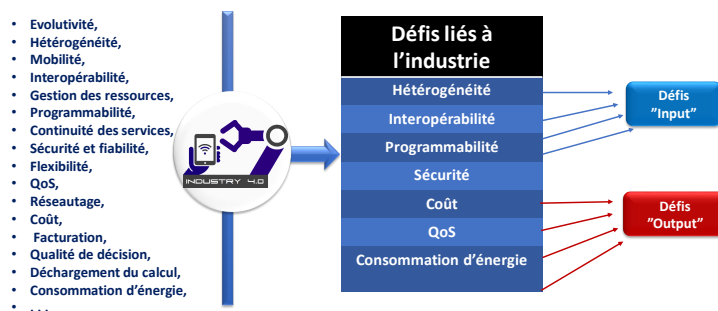 • Evolutivité,
• Hétérogénéité,
• Mobilité,
• Interopérabilité,
• Gestion des ressources,
• Programmabilité,
• Continuité des services,
• Sécurité et fiabilité,
• Flexibilité,
• QoS,
• Réseautage,
• Coût,
• Facturation,
• Qualité de décision,
• Déchargement du calcul,
• Consommation d'énergie,
• ...
INDUSTRY 4.0
Défis liés à
l'industrie
Hétérogénéité
Interopérabilité
Programmabilité
Sécurité
Coût
QoS
Consommation d'énergie
Défis
"Input"
Défis
"Output"